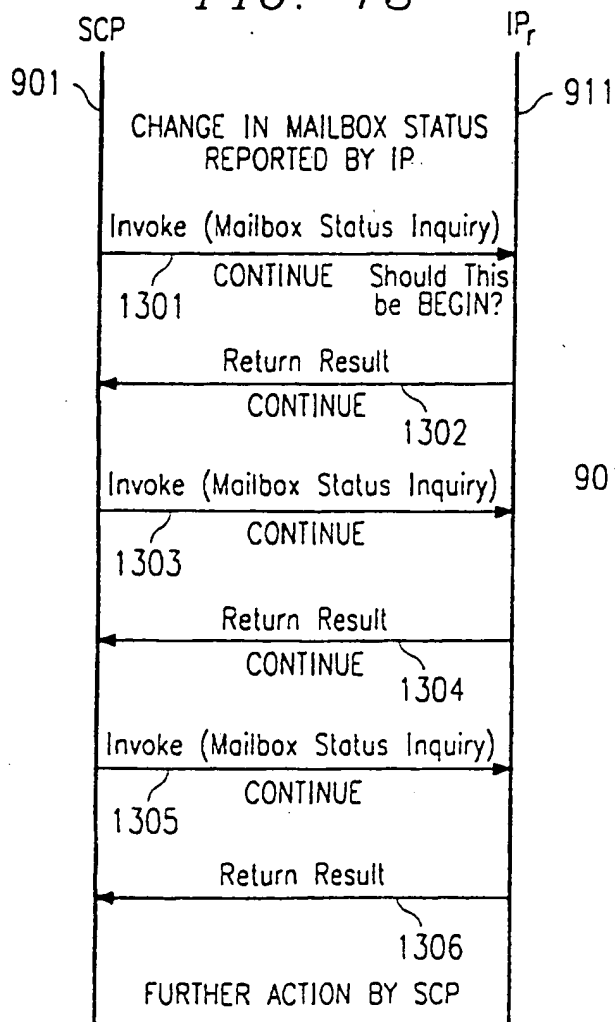 SCP
IPr
901
911
CHANGE IN MAILBOX STATUS
REPORTED BY IP
Invoke (Mailbox Status Inquiry)
CONTINUE Should This
be BEGIN?
1301
Return Result
CONTINUE
1302
Invoke (Mailbox Status Inquiry)
90
CONTINUE
1303
Return Result
CONTINUE
1304
Invoke (Mailbox Status Inquiry)
CONTINUE
1305
Return Result
1306
FURTHER ACTION BY SCP